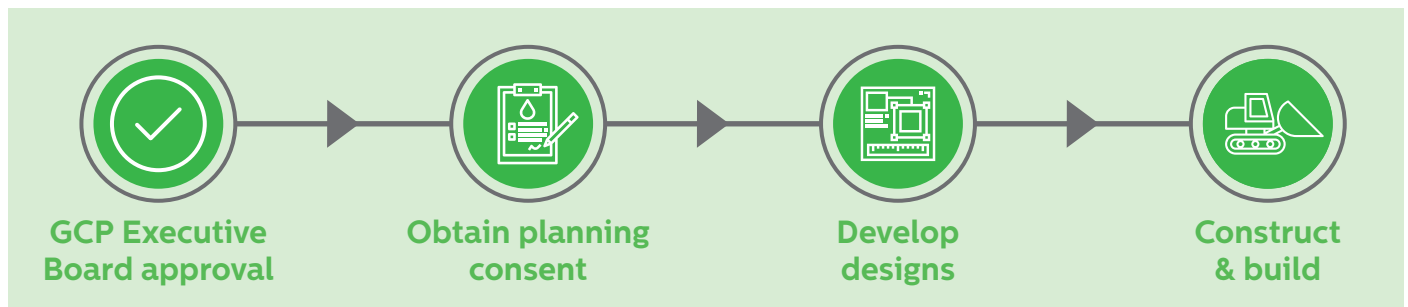 GCP Executive
Board approval
Obtain planning
consent
Develop
designs
Construct
& build